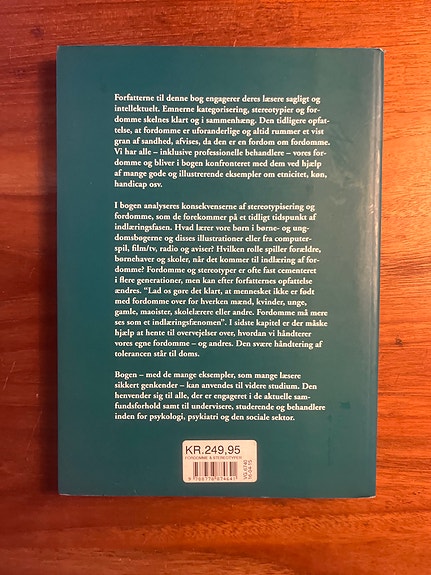 Forfatterne til denne bog engagerer deres læsere sagligt og
intellektuelt. Emnerne kategorisering, stereotypier og for-
domme skelnes klart og i sammenhæng. Den tidligere opfat-
telse, at fordomme er uforanderlige og altid rummer et vist
gran af sandhed, afvises, da den er en fordom om fordomme.
Vi har alle – inklusive professionelle behandlere – vores for-
domme og bliver i bogen konfronteret med dem ved hjælp
af mange gode og illustrerende eksempler om etnicitet, køn,
handicap osv.
I bogen analyseres konsekvenserne af stereotypisering og
fordomme, som de forekommer på et tidligt tidspunkt af
indlæringsfasen. Hvad lærer vore børn i børne- og ung-
domsbøgerne og disses illustrationer eller fra computer-
spil, film/tv, radio og aviser? Hvilken rolle spiller forældre,
børnehaver og skoler, når det kommer til indlæring af for-
domme? Fordomme og stereotyper er ofte fast cementeret
i flere generationer, men kan efter forfatternes opfattelse
ændres. “Lad os gøre det klart, at mennesket ikke er født
med fordomme over for hverken mænd, kvinder, unge,
gamle, maoister, skolelærere eller andre. Fordomme må mere
ses som et indlæringsfænomen”. I sidste kapitel er der måske
hjælp at hente til overvejelser over, hvordan vi håndterer
vores egne fordomme – og andres. Den svære håndtering af
tolerancen står til doms.
Bogen – med de mange eksempler, som mange læsere
sikkert genkender – kan anvendes til videre studium. Den
henvender sig til alle, der er engageret i de aktuelle sam-
fundsforhold samt til undervisere, studerende og behandlere
inden for psykologi, psykiatri og den sociale sektor.
KR.249,95
FORDOMME & STEREOTYPER
VG 6740
16-04-15
9 788778 674647